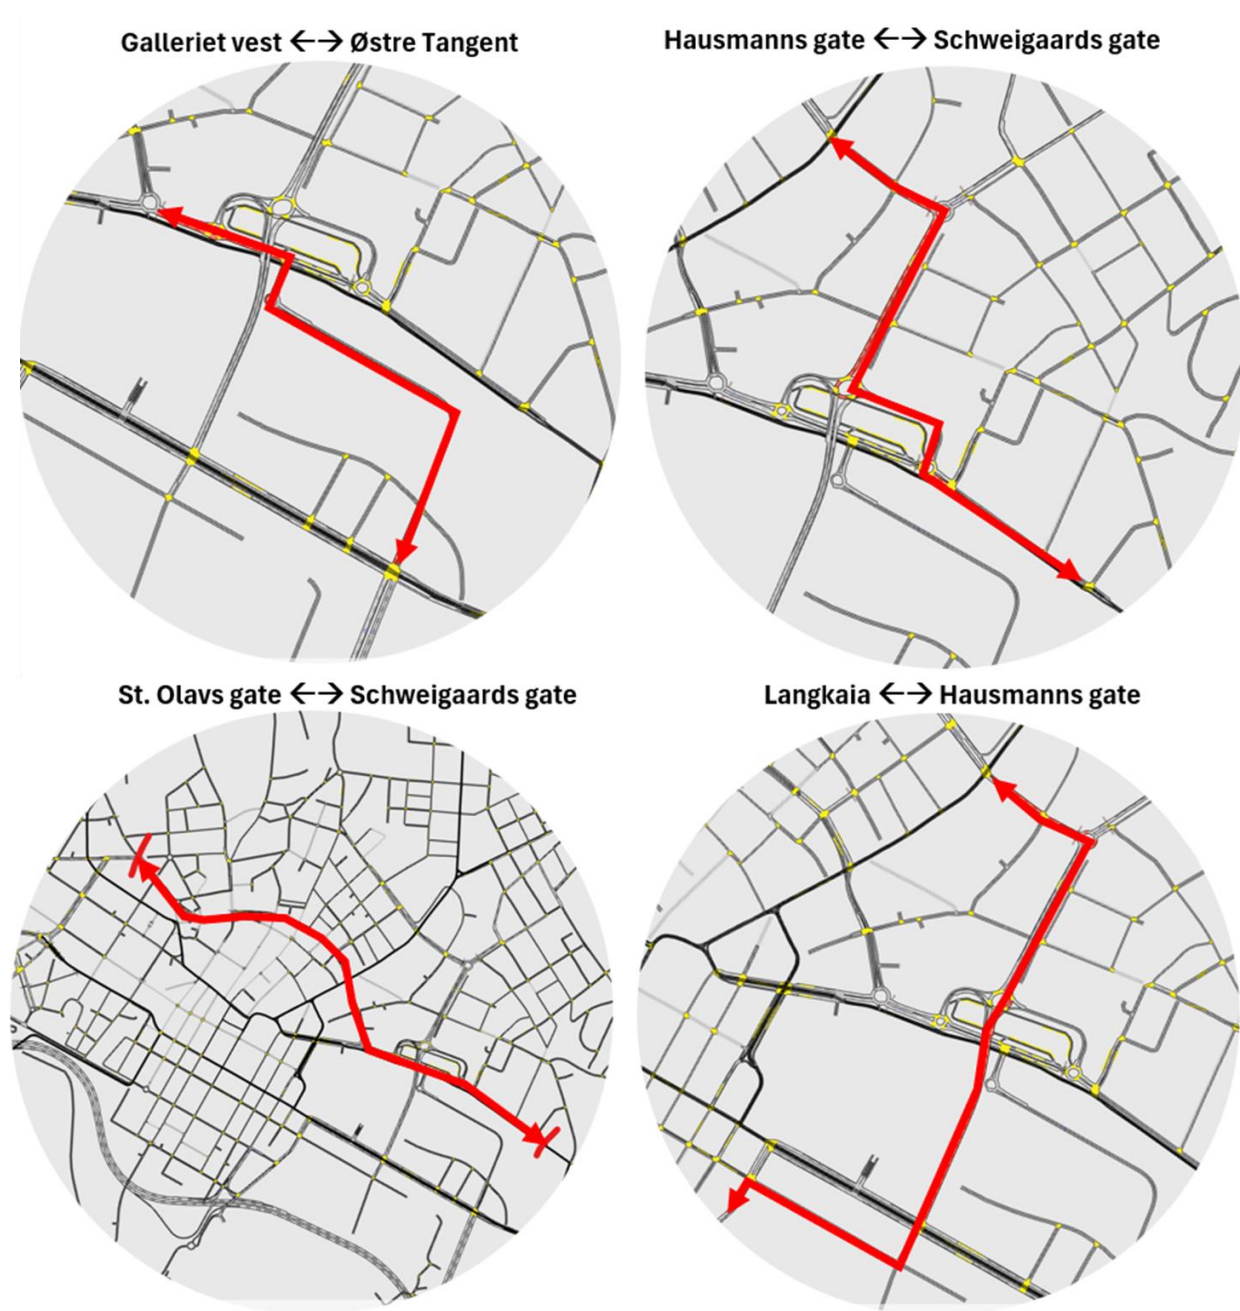 Galleriet vest ←→ Østre Tangent
Hausmanns gate ←→ Schweigaards gate
St. Olavs gate ←→ Schweigaards gate
Langkaia ←→ Hausmanns gate